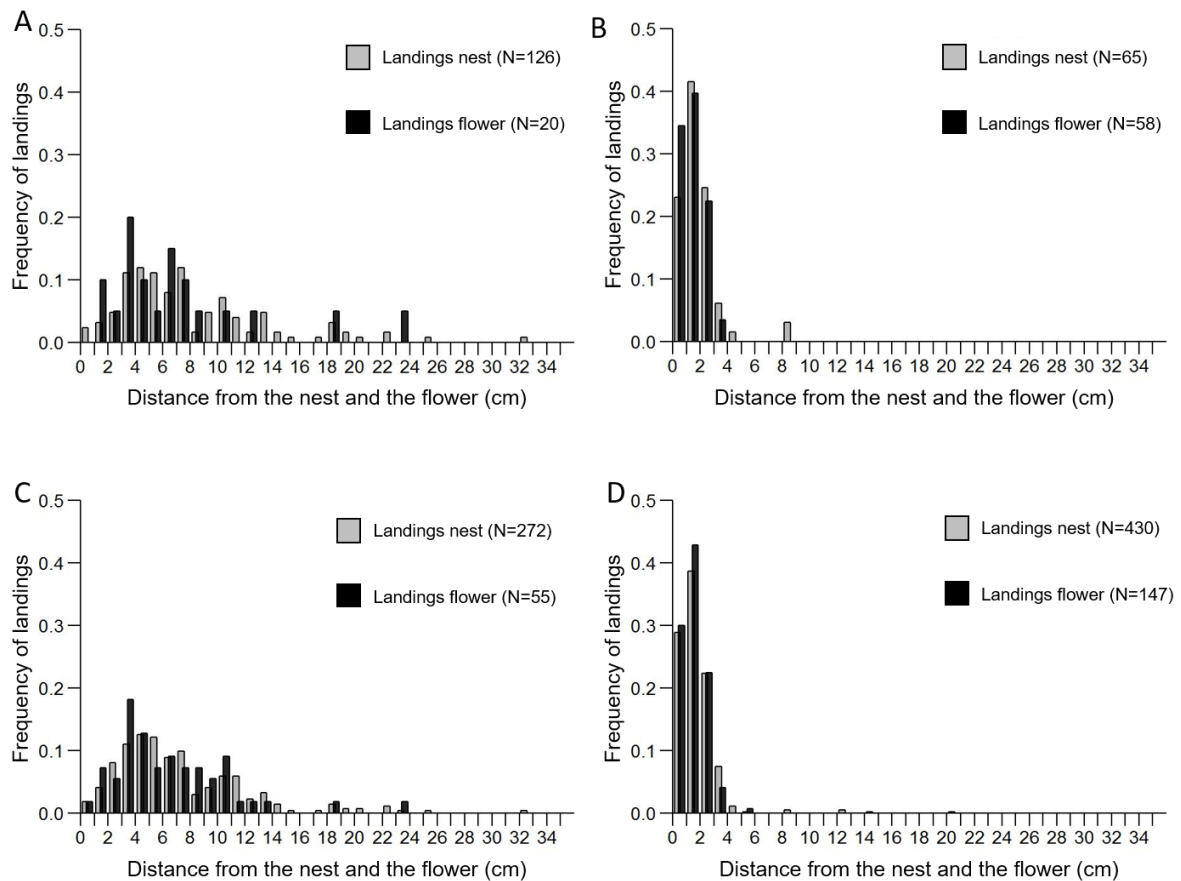 A
Frequency of landings
0.5
0.4
0.3
0.2
0.1
0.0
Landings nest (N=126)
Landings flower (N=20)
0 2 4 6 8 10 12 14 16 18 20 22 24 26 28 30 32 34
Distance from the nest and the flower (cm)
B
Frequency of landings
0.5
0.4
0.3
0.2
0.1
0.0
Landings nest (N=65)
Landings flower (N=58)
0 2 4 6 8 10 12 14 16 18 20 22 24 26 28 30 32 34
Distance from the nest and the flower (cm)
C
Frequency of landings
0.5
0.4
0.3
0.2
0.1
0.0
Landings nest (N=272)
Landings flower (N=55)
0 2 4 6 8 10 12 14 16 18 20 22 24 26 28 30 32 34
Distance from the nest and the flower (cm)
D
Frequency of landings
0.5
0.4
0.3
0.2
0.1
0.0
Landings nest (N=430)
Landings flower (N=147)
0 2 4 6 8 10 12 14 16 18 20 22 24 26 28 30 32 34
Distance from the nest and the flower (cm)